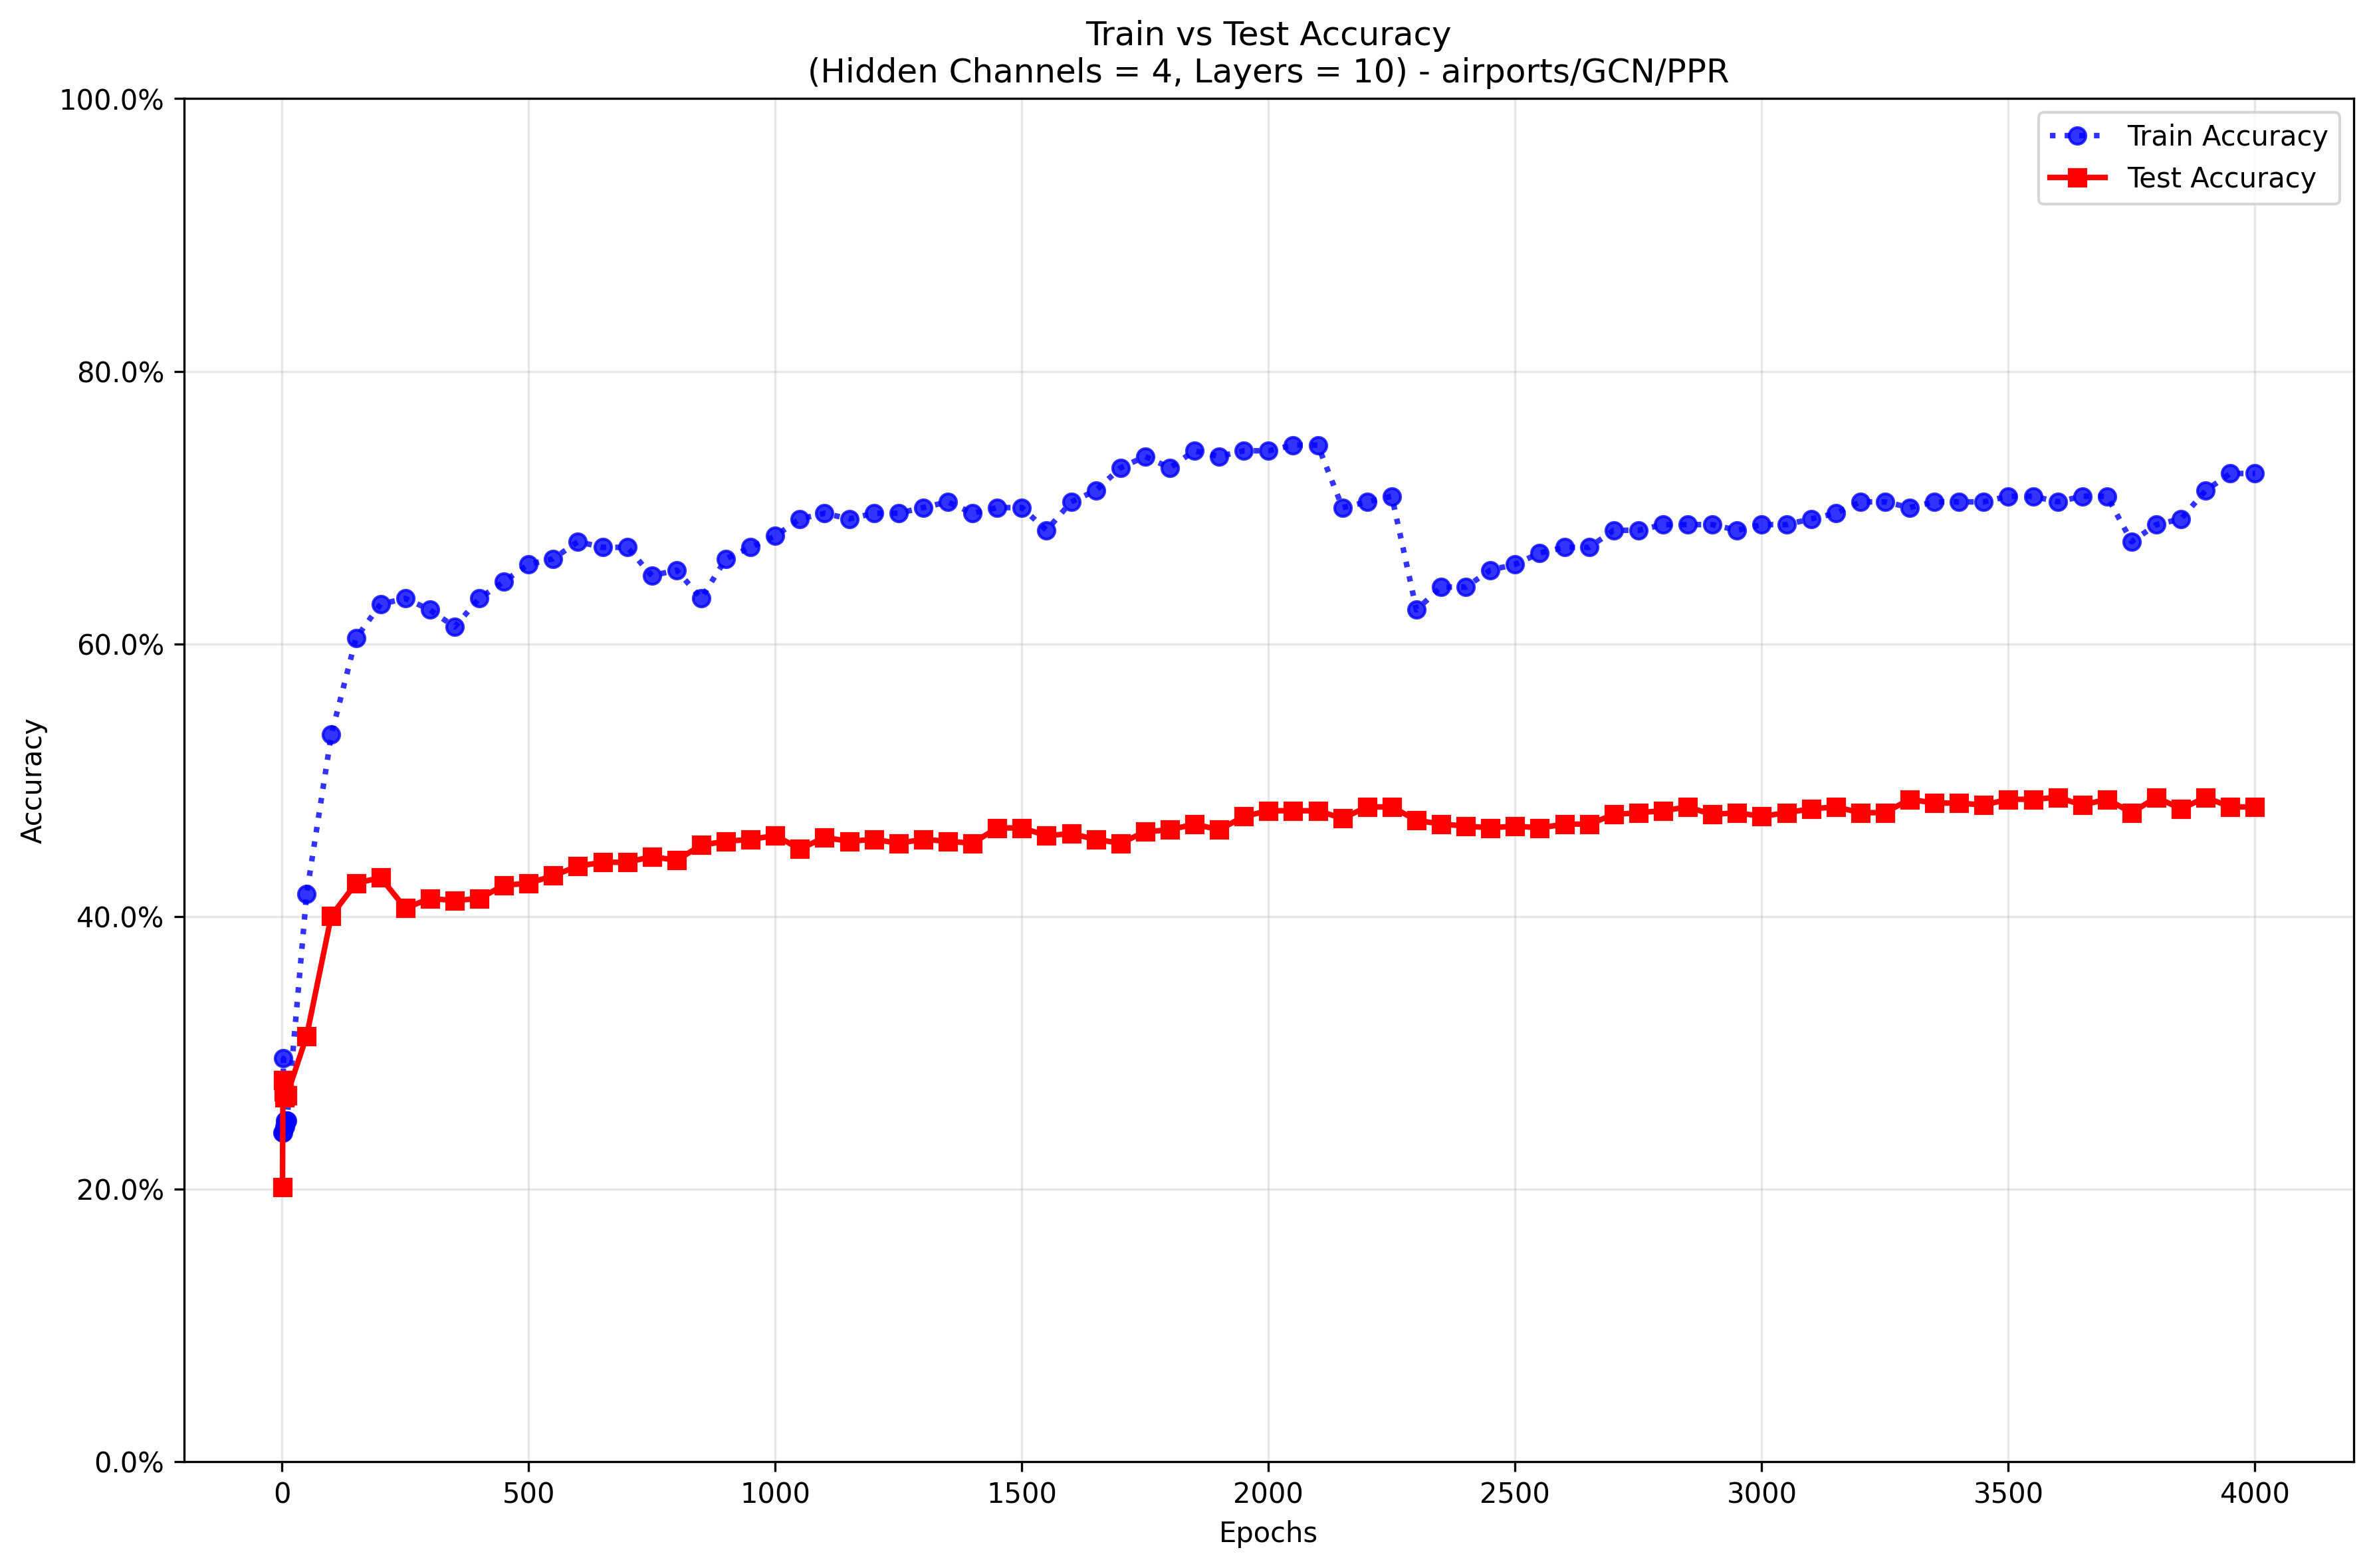 Train vs Test Accuracy
(Hidden Channels = 4, Layers = 10) - airports/GCN/PPR
100.0%
80.0%
60.0%
40.0%
20.0%
0.0%
Accuracy
Train Accuracy
Test Accuracy
0 500 1000 1500 2000 2500 3000 3500 4000
Epochs